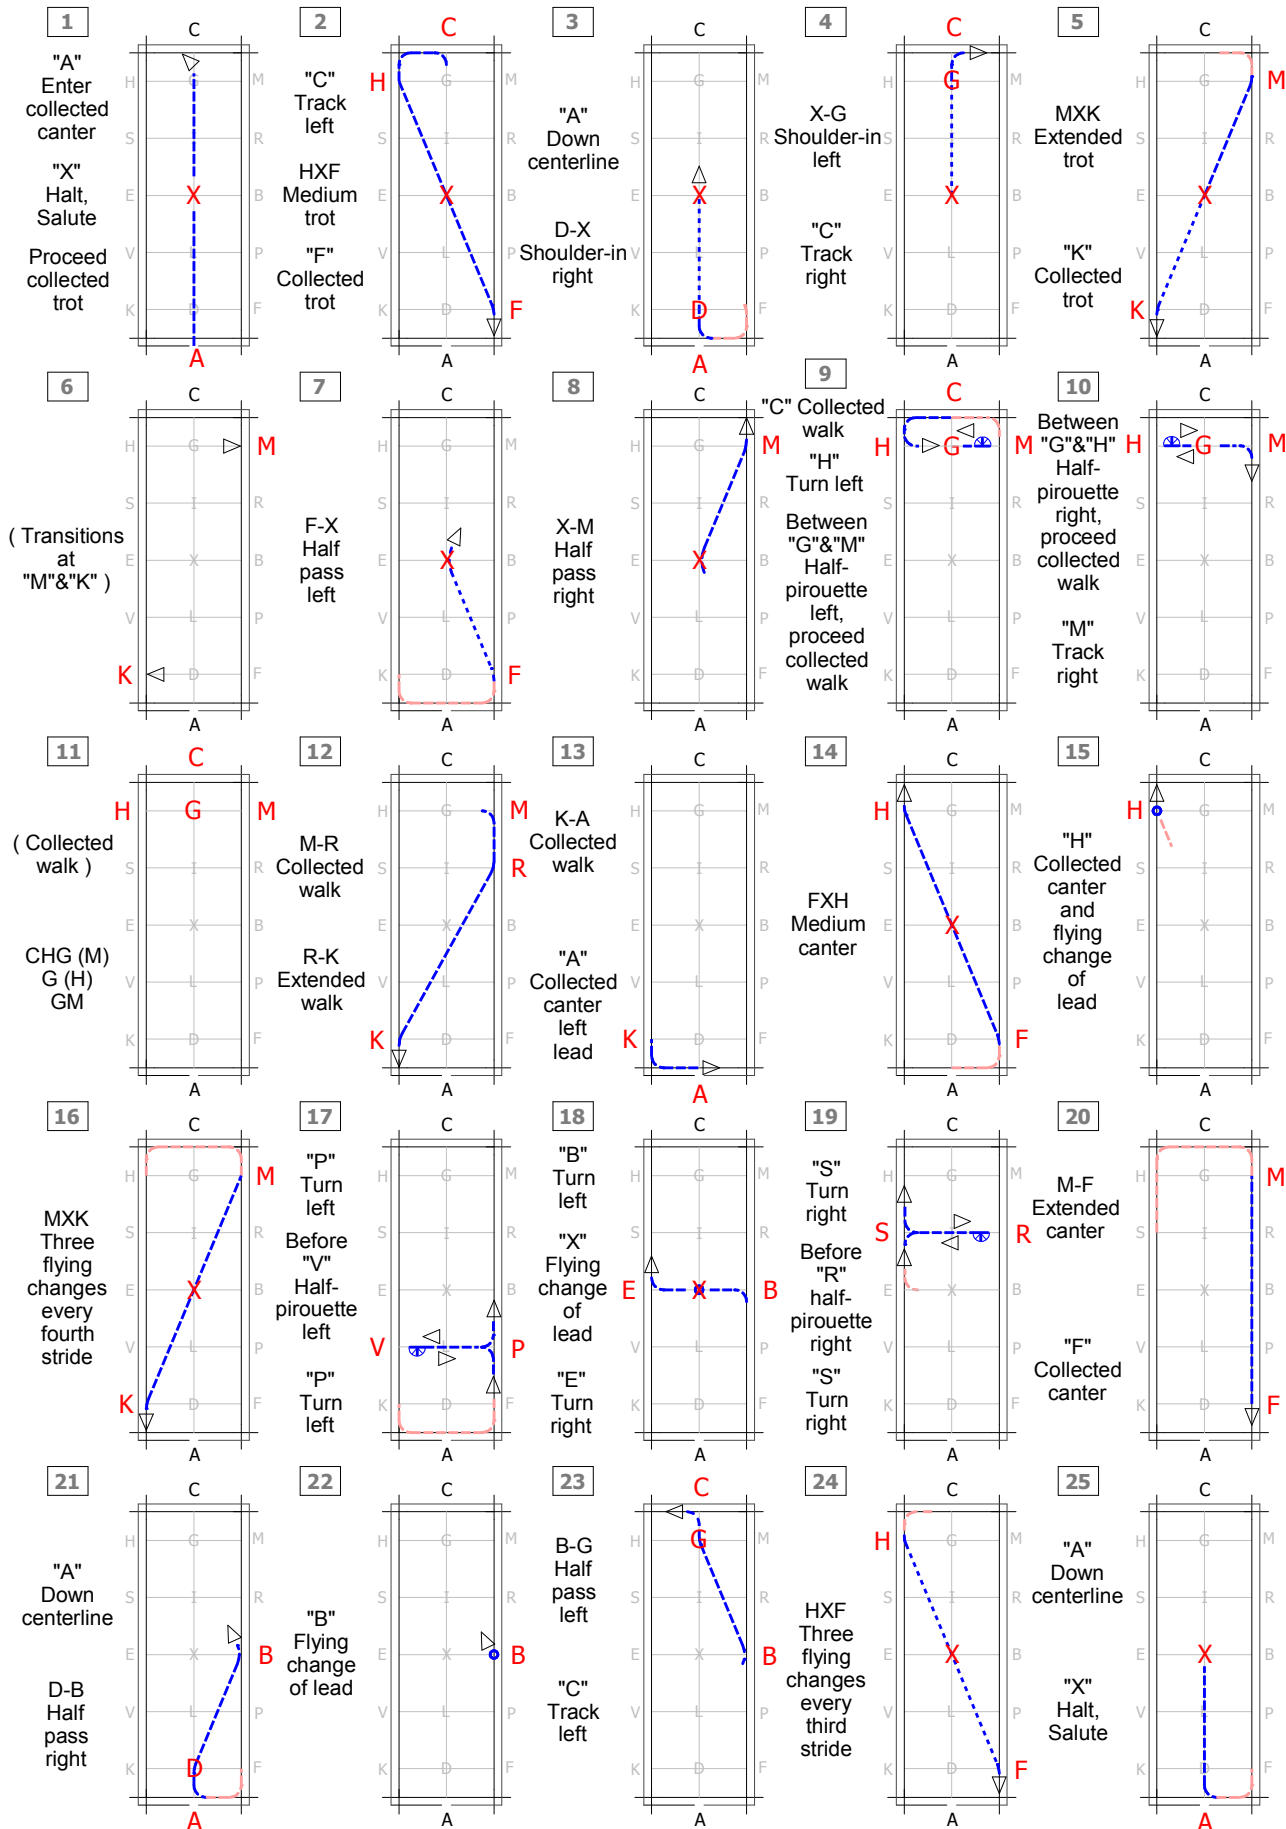 1
"A"
Enter
collected
canter
"X"
Halt,
Salute
Proceed
collected
trot
C
H G M
S I R
E X B
V L P
K D F
A
2
"C"
Track
left
HXF
Medium
trot
"F"
Collected
trot
C
H G M
S I R
E X B
V L P
K D F
A
3
"A"
Down
centerline
D-X
Shoulder-in
right
C
H G M
S I R
E X B
V L P
K D F
A
4
X-G
Shoulder-in
left
"C"
Track
right
C
H G M
S I R
E X B
V L P
K D F
A
5
MXK
Extended
trot
"K"
Collected
trot
C
H G M
S I R
E X B
V L P
K D F
A
6
( Transitions
at
"M"&"K" )
C
H G M
S I R
E X B
V L P
K D F
A
7
F-X
Half
pass
left
C
H G M
S I R
E X B
V L P
K D F
A
8
X-M
Half
pass
right
C
H G M
S I R
E X B
V L P
K D F
A
9
"C" Collected
walk
"H"
Turn left
Between
"G"&"M"
Half-
pirouette
left,
proceed
collected
walk
C
H G M
S I R
E X B
V L P
K D F
A
10
Between
"G"&"H"
Half-
pirouette
right,
proceed
collected
walk
"M"
Track
right
C
H G M
S I R
E X B
V L P
K D F
A
11
( Collected
walk )
CHG (M)
G (H)
GM
C
H G M
S I R
E X B
V L P
K D F
A
12
M-R
Collected
walk
R-K
Extended
walk
C
H G M
S I R
E X B
V L P
K D F
A
13
K-A
Collected
walk
"A"
Collected
canter
left
lead
C
H G M
S I R
E X B
V L P
K D F
A
14
FXH
Medium
canter
C
H G M
S I R
E X B
V L P
K D F
A
15
"H"
Collected
canter
and
flying
change
of
lead
C
H G M
S I R
E X B
V L P
K D F
A
16
MXK
Three
flying
changes
every
fourth
stride
C
H G M
S I R
E X B
V L P
K D F
A
17
"P"
Turn
left
Before
"V"
Half-
pirouette
left
"P"
Turn
left
C
H G M
S I R
E X B
V L P
K D F
A
18
"B"
Turn
left
"X"
Flying
change
of
lead
"E"
Turn
right
C
H G M
S I R
E X B
V L P
K D F
A
19
"S"
Turn
right
Before
"R"
half-
pirouette
right
"S"
Turn
right
C
H G M
S I R
E X B
V L P
K D F
A
20
M-F
Extended
canter
"F"
Collected
canter
C
H G M
S I R
E X B
V L P
K D F
A
21
"A"
Down
centerline
D-B
Half
pass
right
C
H G M
S I R
E X B
V L P
K D F
A
22
"B"
Flying
change
of lead
C
H G M
S I R
E X B
V L P
K D F
A
23
B-G
Half
pass
left
"C"
Track
left
C
H G M
S I R
E X B
V L P
K D F
A
24
HXF
Three
flying
changes
every
third
stride
C
H G M
S I R
E X B
V L P
K D F
A
25
"A"
Down
centerline
"X"
Halt,
Salute
C
H G M
S I R
E X B
V L P
K D F
A